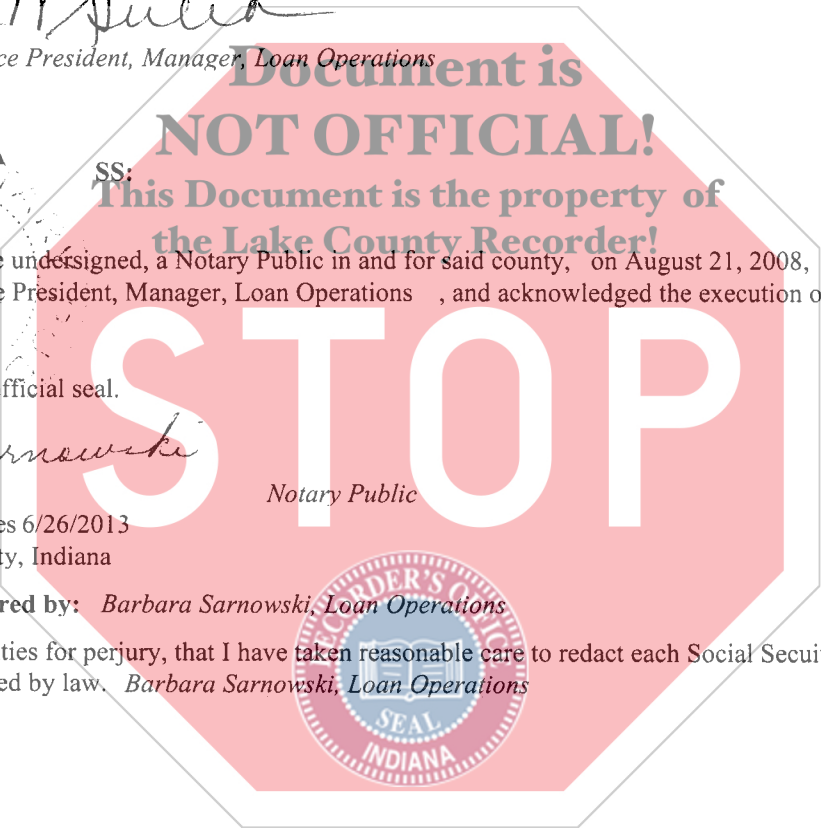 ce President, Manager, Loan Operations
Document is
NOT OFFICIAL!
SS:
This Document is the property of
the Lake County Recorder!
e undersigned, a Notary Public in and for said county, on August 21, 2008,
e President, Manager, Loan Operations , and acknowledged the execution o
STOP
fficial seal.
rnowski
Notary Public
es 6/26/2013
ty, Indiana
red by: Barbara Sarnowski, Loan Operations
ties for perjury, that I have taken reasonable care to redact each Social Securi
ed by law. Barbara Sarnowski, Loan Operations
RECORDER'S OFFICE
SEAL
INDIANA